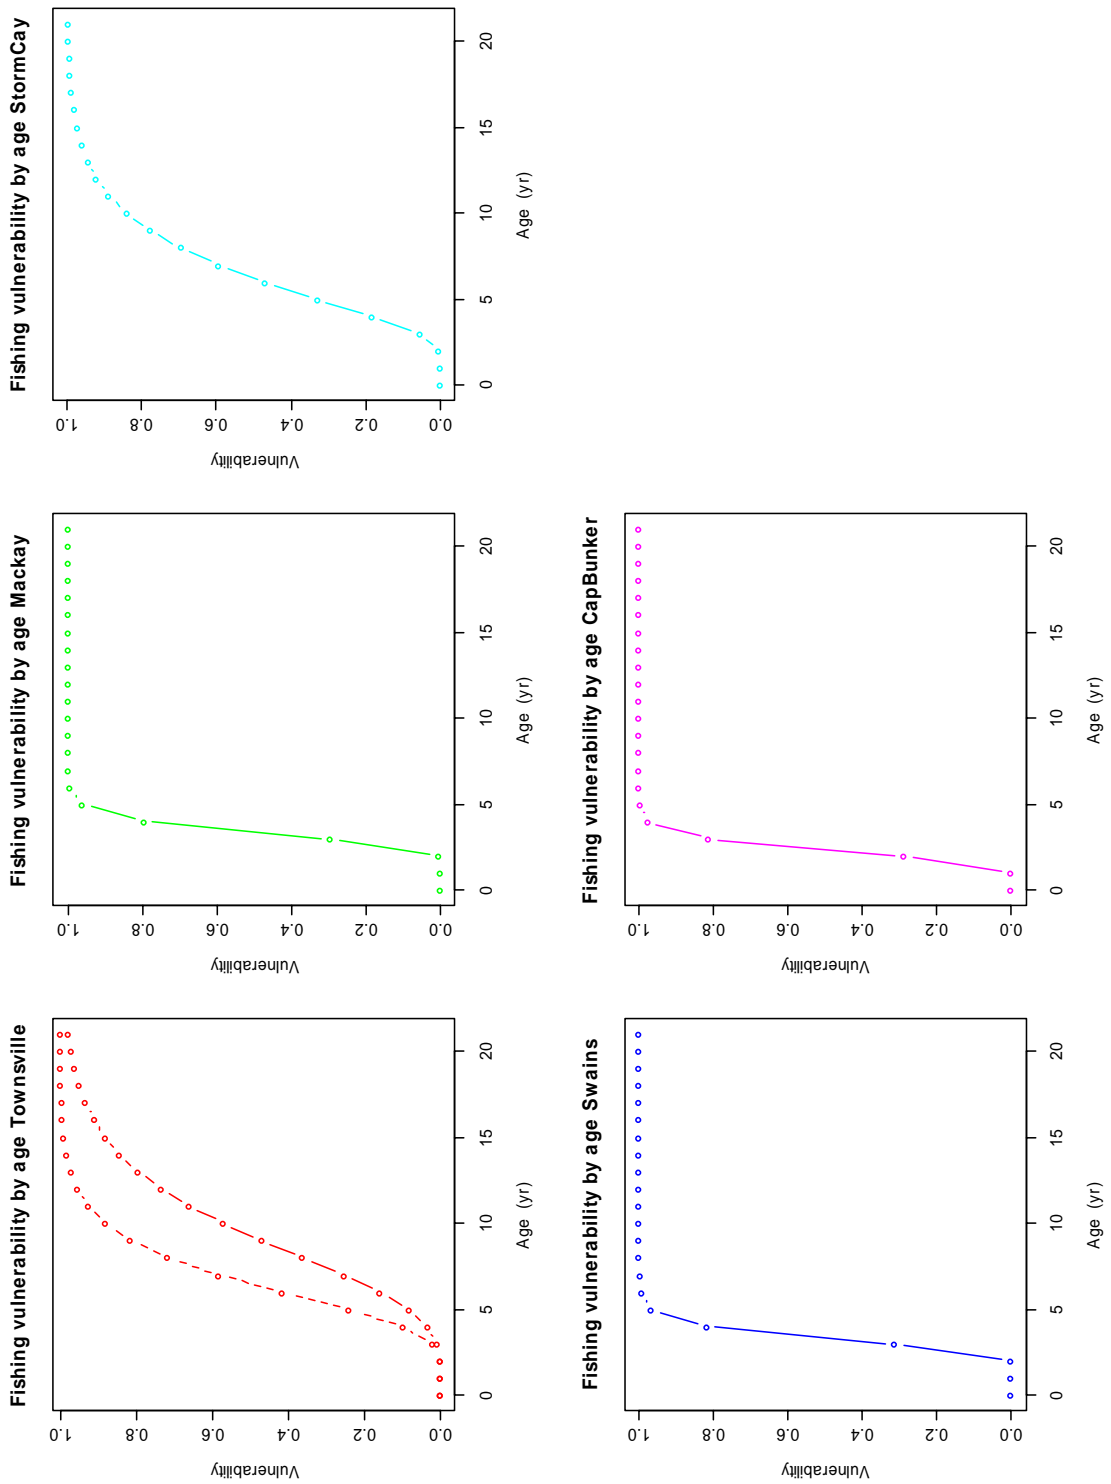 Fishing vulnerability by age Townsville
Vulnerability
0.0 0.2 0.4 0.6 0.8 1.0
0 5 10 15 20
Age (yr)
Fishing vulnerability by age Mackay
Vulnerability
0.0 0.2 0.4 0.6 0.8 1.0
0 5 10 15 20
Age (yr)
Fishing vulnerability by age StormCay
Vulnerability
0.0 0.2 0.4 0.6 0.8 1.0
0 5 10 15 20
Age (yr)
Fishing vulnerability by age Swains
Vulnerability
0.0 0.2 0.4 0.6 0.8 1.0
0 5 10 15 20
Age (yr)
Fishing vulnerability by age CapBunker
Vulnerability
0.0 0.2 0.4 0.6 0.8 1.0
0 5 10 15 20
Age (yr)